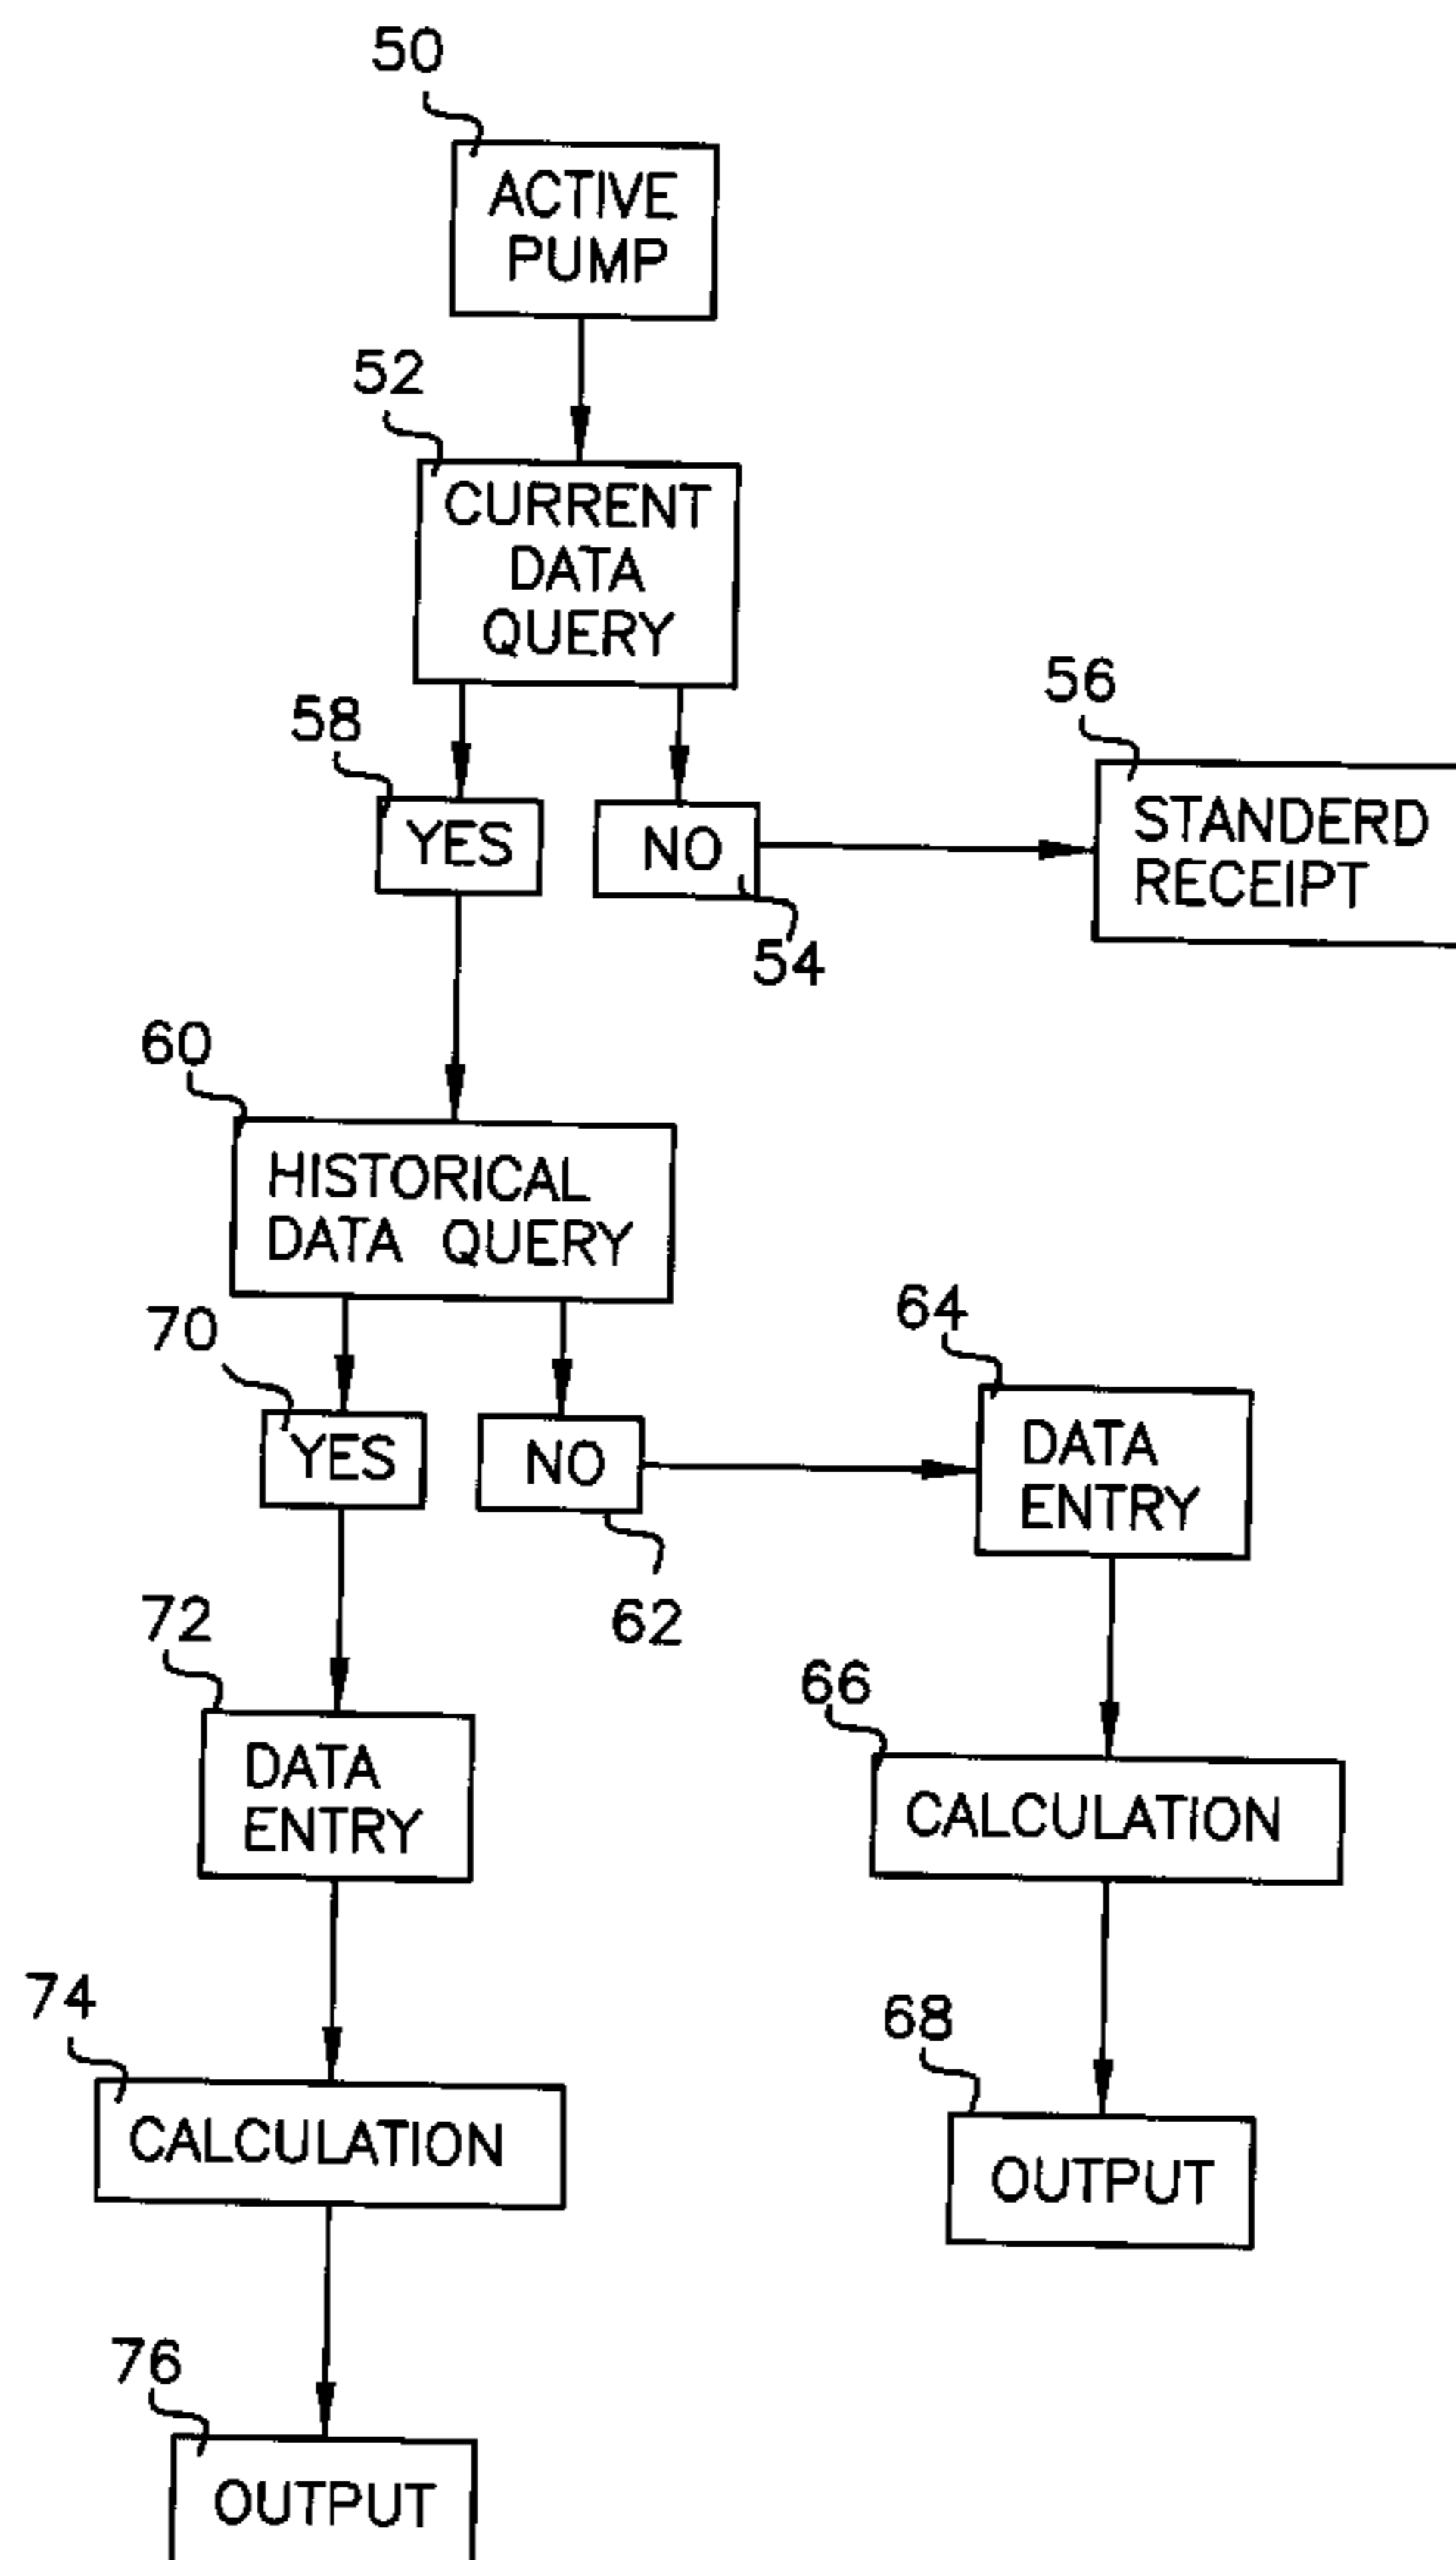 50
ACTIVE
PUMP
52
CURRENT
DATA
QUERY
58
YES
NO
54
56
STANDERD
RECEIPT
60
HISTORICAL
DATA QUERY
70
YES
NO
62
64
DATA
ENTRY
72
DATA
ENTRY
66
CALCULATION
74
CALCULATION
68
OUTPUT
76
OUTPUT